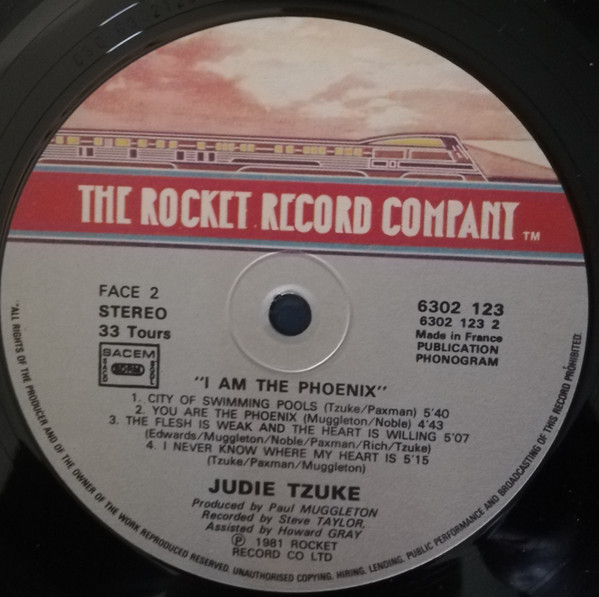 THE ROCKET RECORD COMPANY TM
FACE 2
STEREO
33 Tours
SACEM
6302 123
6302 123 2
Made in France
PUBLICATION
PHONOGRAM
"I AM THE PHOENIX"
1. CITY OF SWIMMING POOLS (Tzuke/Paxman) 5'40
2. YOU ARE THE PHOENIX (Muggleton/Noble) 4'43
3. THE FLESH IS WEAK AND THE HEART IS WILLING 5'07
(Edwards/Muggleton/Noble/Paxman/Rich/Tzuke)
4. I NEVER KNOW WHERE MY HEART IS 5'15
(Tzuke/Paxman/Muggleton)
JUDIE TZUKE
Produced by Paul MUGGLETON
Recorded by Steve TAYLOR,
Assisted by Howard GRAY
Ⓟ 1981 ROCKET
RECORD CO LTD
"ALL RIGHTS OF THE PRODUCER AND OF THE OWNER OF THE WORK REPRODUCED RESERVED. UNAUTHORISED COPYING. HIRING. LENDING. PUBLIC PERFORMANCE AND BROADCASTING OF THIS RECORD PROHIBITED.